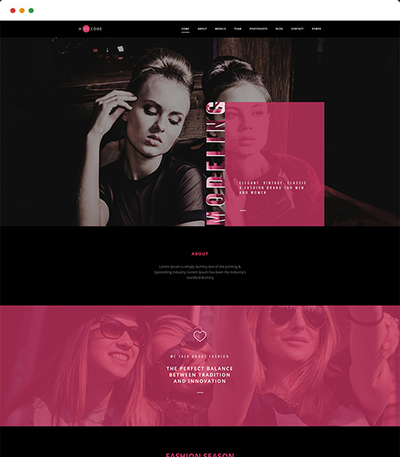 H CODE
HOME ABOUT MODELS TEAM PHOTOSHOTS BLOG CONTACT
MODELING
ELEGANT, VINTAGE, CLASSIC
A FASHION BRAND FOR MEN
AND WOMEN
ABOUT
Lorem Ipsum is simply dummy text of the printing &
typesetting industry. Lorem Ipsum has been the industry's
standard dummy.
WE TALK ABOUT FASHION
THE PERFECT BALANCE
BETWEEN TRADITION
AND INNOVATION
FASHION SEASON